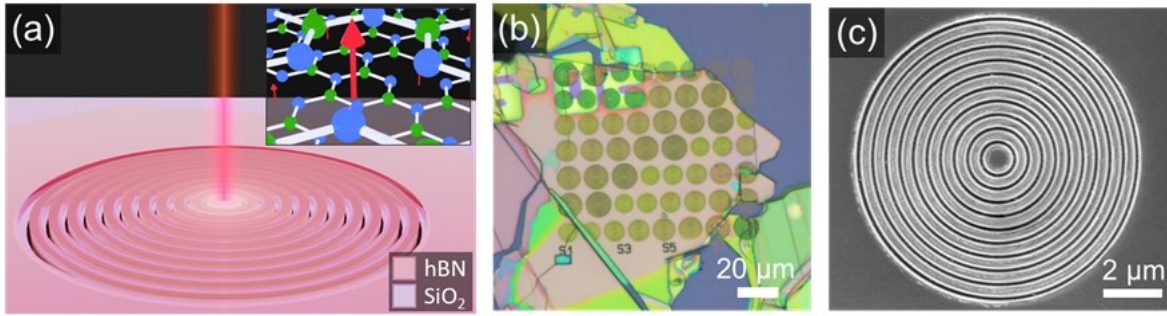 (a)
hBN
SiO₂
(b)
S1 S3 S5
20 μm
(c)
2 μm